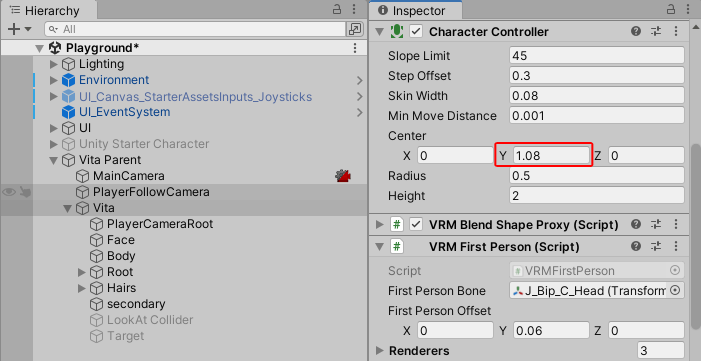 Hierarchy
All
Playground*
Lighting
Environment
UI_Canvas_StarterAssetsInputs_Joysticks
UI_EventSystem
UI
Unity Starter Character
Vita Parent
MainCamera
PlayerFollowCamera
Vita
PlayerCameraRoot
Face
Body
Root
Hairs
secondary
LookAt Collider
Target
Inspector
Character Controller
Slope Limit 45
Step Offset 0.3
Skin Width 0.08
Min Move Distance 0.001
Center
X 0 Y 1.08 Z 0
Radius 0.5
Height 2
# VRM Blend Shape Proxy (Script)
# VRM First Person (Script)
Script # VRMFirstPerson
First Person Bone J_Bip_C_Head (Transform
First Person Offset
X 0 Y 0.06 Z 0
Renderers 3